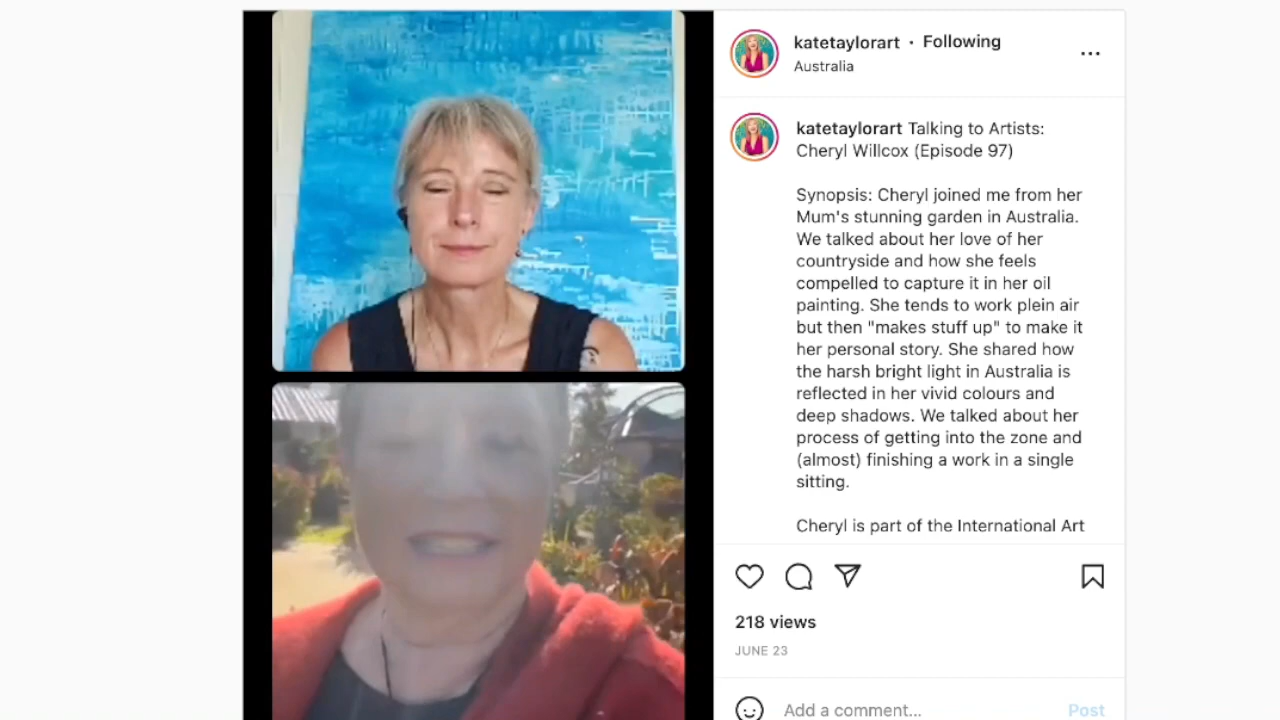 katetaylorart • Following
Australia
katetaylorart Talking to Artists:
Cheryl Willcox (Episode 97)
Synopsis: Cheryl joined me from her
Mum's stunning garden in Australia.
We talked about her love of her
countryside and how she feels
compelled to capture it in her oil
painting. She tends to work plein air
but then "makes stuff up" to make it
her personal story. She shared how
the harsh bright light in Australia is
reflected in her vivid colours and
deep shadows. We talked about her
process of getting into the zone and
(almost) finishing a work in a single
sitting.
Cheryl is part of the International Art
218 views
JUNE 23
Add a comment...
Post